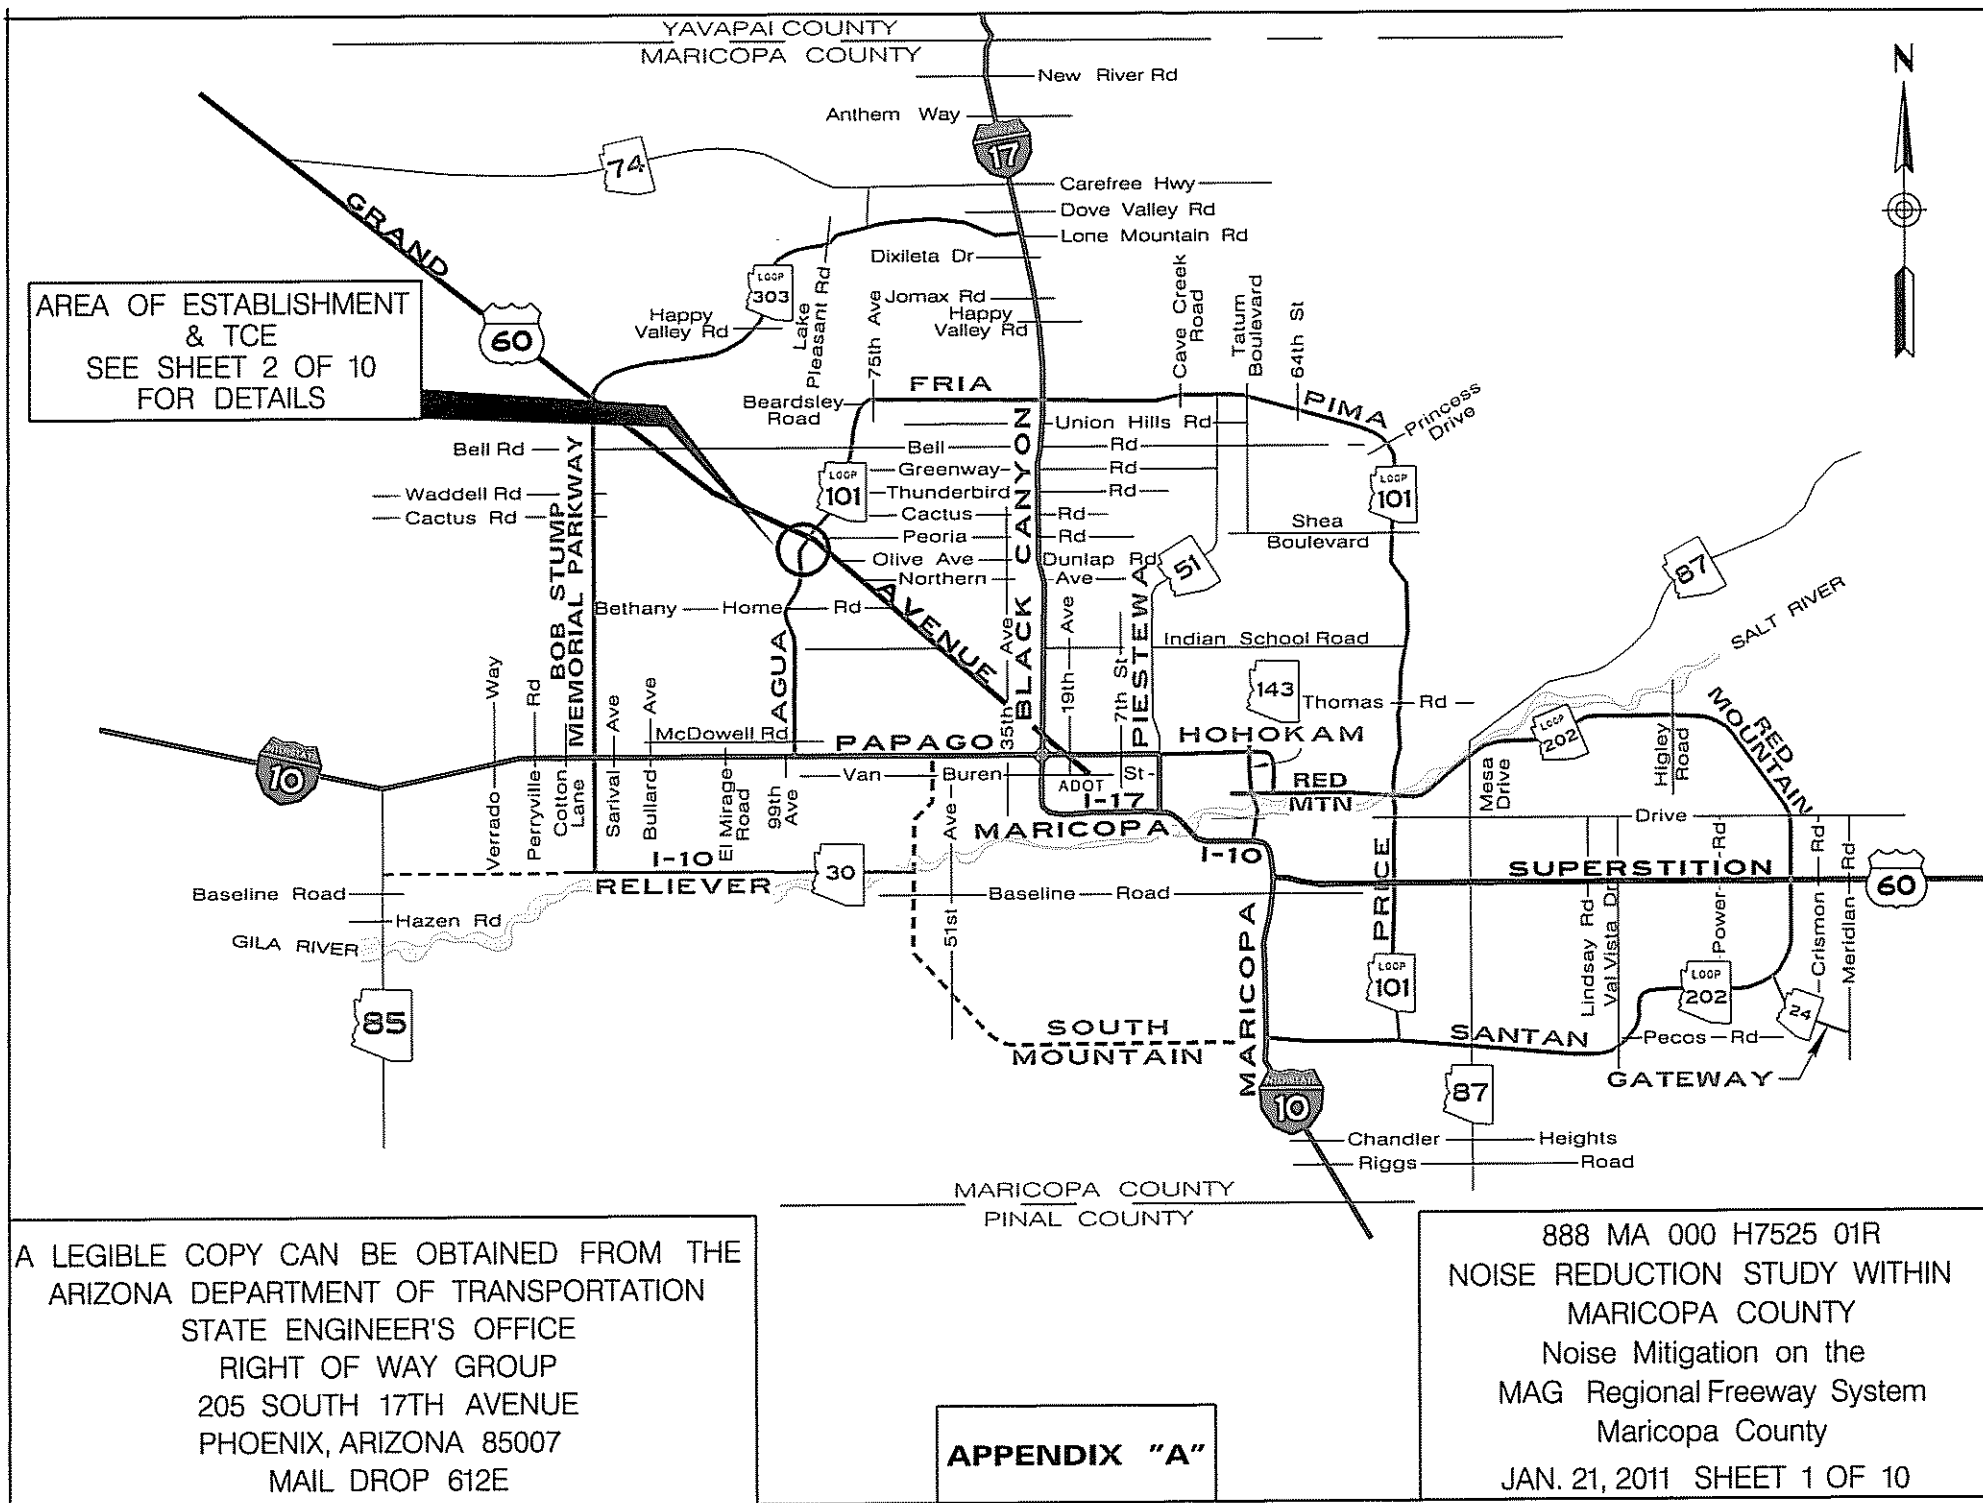 YAVAPAI COUNTY
MARICOPA COUNTY
New River Rd
Anthem Way
N
17
74
Carefree Hwy
Dove Valley Rd
Lone Mountain Rd
GRAND
Dixileta Dr
LOOP
303
Lake
Pleasant Rd
75th Ave
Jomax Rd
Happy
Valley Rd
Happy
Valley Rd
Cave Creek
Road
Tatum
Boulevard
64th St
AREA OF ESTABLISHMENT
& TCE
SEE SHEET 2 OF 10
FOR DETAILS
60
FRIA
PIMA
Princess
Drive
Beardsley
Road
Union Hills Rd
Bell Rd
Bell Rd
Greenway Rd
Thunderbird Rd
Cactus Rd
Peoria Rd
Olive Ave Dunlap Rd
Northern Ave
Waddell Rd
Cactus Rd
LOOP
101
LOOP
101
Shea
Boulevard
51
87
SALT RIVER
BOB STUMP
MEMORIAL PARKWAY
BLACK CANYON
Bethany Home Rd
AVENUE
AGUA
35th Ave
19th Ave
7th St
PIESTEWA
Indian School Road
143
Thomas Rd
McDowell Rd
PAPAGO
HOHOKAM
LOOP
202
Higley
Road
RED
MOUNTAIN
10
Verrado Way
Perryville Rd
Cotton
Lane
Sarival Ave
Bullard Ave
El Mirage
Road
99th
Ave
Van Buren St
ADOT
I-17
RED
MTN
Mesa
Drive
Drive
MARICOPA
I-10
I-10
RELIEVER
30
51st Ave
PRICE
SUPERSTITION
60
Baseline Road
Baseline Road
Hazen Rd
GILA RIVER
85
MARICOPA
LOOP
101
Lindsay Rd
Val Vista Dr
Power Rd
Crismon Rd
Meridian Rd
LOOP
202
24
SOUTH
MOUNTAIN
SANTAN
Pecos Rd
GATEWAY
10
87
Chandler Heights
Riggs Road
MARICOPA COUNTY
PINAL COUNTY
A LEGIBLE COPY CAN BE OBTAINED FROM THE
ARIZONA DEPARTMENT OF TRANSPORTATION
STATE ENGINEER'S OFFICE
RIGHT OF WAY GROUP
205 SOUTH 17TH AVENUE
PHOENIX, ARIZONA 85007
MAIL DROP 612E
APPENDIX "A"
888 MA 000 H7525 01R
NOISE REDUCTION STUDY WITHIN
MARICOPA COUNTY
Noise Mitigation on the
MAG Regional Freeway System
Maricopa County
JAN. 21, 2011 SHEET 1 OF 10